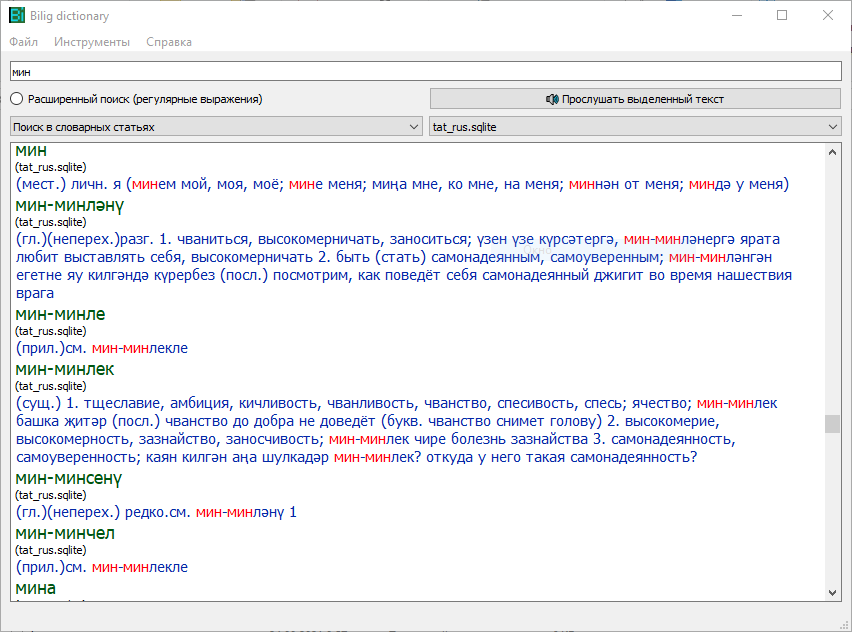 Bilig dictionary
Файл Инструменты Справка
мин
Расширенный поиск (регулярные выражения)
Прослушать выделенный текст
Поиск в словарных статьях
tat_rus.sqlite
мин
(tat_rus.sqlite)
(мест.) личн. я (минем мой, моя, моё; мине меня; миңа мне, ко мне, на меня; миннән от меня; миндә у меня)
мин-минләнү
(tat_rus.sqlite)
(гл.)(неперех.)разг. 1. чваниться, высокомерничать, заноситься; үзен үзе күрсәтергә, мин-минләнергә ярата
любит выставлять себя, высокомерничать 2. быть (стать) самонадеянным, самоуверенным; мин-минләнгән
егетне яу килгәндә күрербез (посл.) посмотрим, как поведёт себя самонадеянный джигит во время нашествия
врага
мин-минле
(tat_rus.sqlite)
(прил.)см. мин-минлекле
мин-минлек
(tat_rus.sqlite)
(сущ.) 1. тщеславие, амбиция, кичливость, чванливость, чванство, спесивость, спесь; ячество; мин-минлек
башка җитәр (посл.) чванство до добра не доведёт (букв. чванство снимет голову) 2. высокомерие,
высокомерность, зазнайство, заносчивость; мин-минлек чире болезнь зазнайства 3. самонадеянность,
самоуверенность; каян килгән аңа шулкадәр мин-минлек? откуда у него такая самонадеянность?
мин-минсенү
(tat_rus.sqlite)
(гл.)(неперех.) редко.см. мин-минләнү 1
мин-минчел
(tat_rus.sqlite)
(прил.)см. мин-минлекле
мина